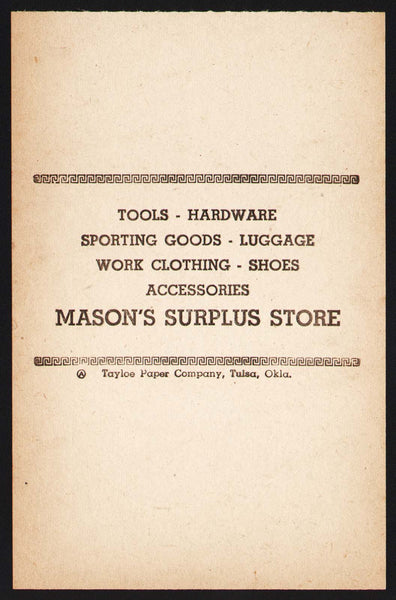 TOOLS - HARDWARE
SPORTING GOODS - LUGGAGE
WORK CLOTHING - SHOES
ACCESSORIES
MASON'S SURPLUS STORE
Ⓐ Tayloe Paper Company, Tulsa, Okla.